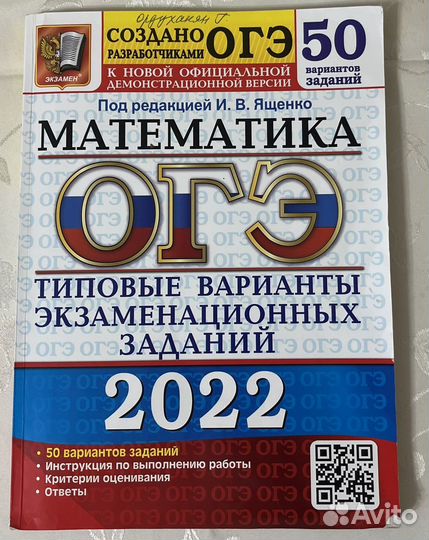 Ордуханян Г.
СОЗДАНО
РАЗРАБОТЧИКАМИ
ОГЭ
50
вариантов
заданий
ЭКЗАМЕН
К НОВОЙ ОФИЦИАЛЬНОЙ
ДЕМОНСТРАЦИОННОЙ ВЕРСИИ
Под редакцией И. В. Ященко
МАТЕМАТИКА
ОГЭ
ТИПОВЫЕ ВАРИАНТЫ
ЭКЗАМЕНАЦИОННЫХ
ЗАДАНИЙ
2022
• 50 вариантов заданий
• Инструкция по выполнению работы
• Критерии оценивания
• Ответы
Avito